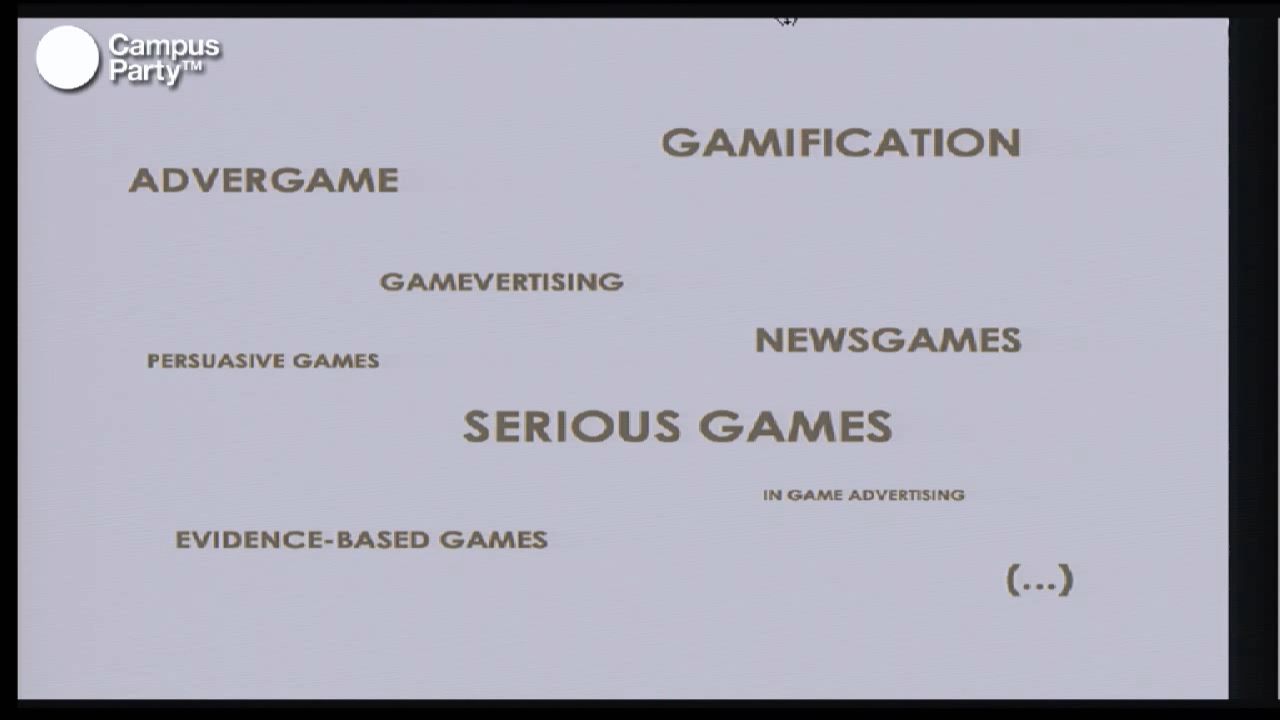 Campus
Party™
GAMIFICATION
ADVERGAME
GAMEVERTISING
NEWSGAMES
PERSUASIVE GAMES
SERIOUS GAMES
IN GAME ADVERTISING
EVIDENCE-BASED GAMES
(...)